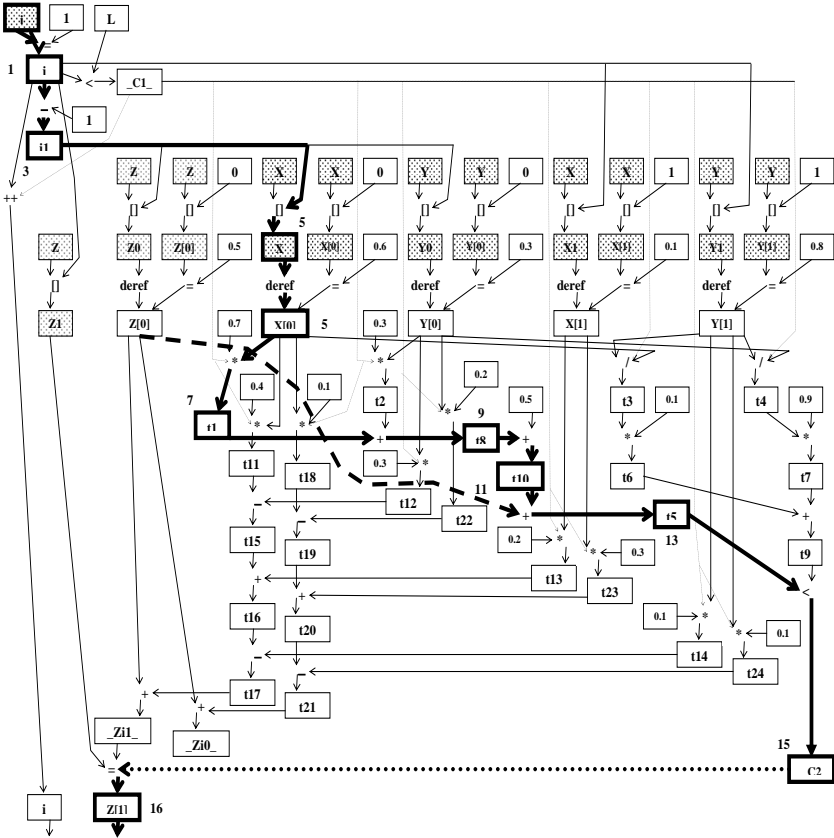 i 1 L
=
1 i < _C1_
- 1
i1
3
Z Z 0 X X 0 Y Y 0 X X 1 Y Y 1
++
[] [] [] [] [] [] [] [] 5
Z Z0 Z[0] 0.5 X X[0] 0.6 Y0 Y[0] 0.3 X1 X[1] 0.1 Y1 Y[1] 0.8
[] deref = deref = deref = deref = deref =
Z1 Z[0] X[0] 5 Y[0] X[1] Y[1]
0.7 0.3
* * / /
0.4 0.1 t2 0.2 t3 0.1 t4 0.9
7 9 0.5
t1 * * + * t8 + * *
t11 t18 0.3 * t10 t6 t7
11
- t12 + t5 +
- t22 13
t15 t19 0.2 * * 0.3 t9
+ t13 <
+ t23
t16 t20 0.1 * * 0.1
- t14
- t24
+ t17
+ t21
_Zi1_
_Zi0_
15
= C2
i Z[1] 16